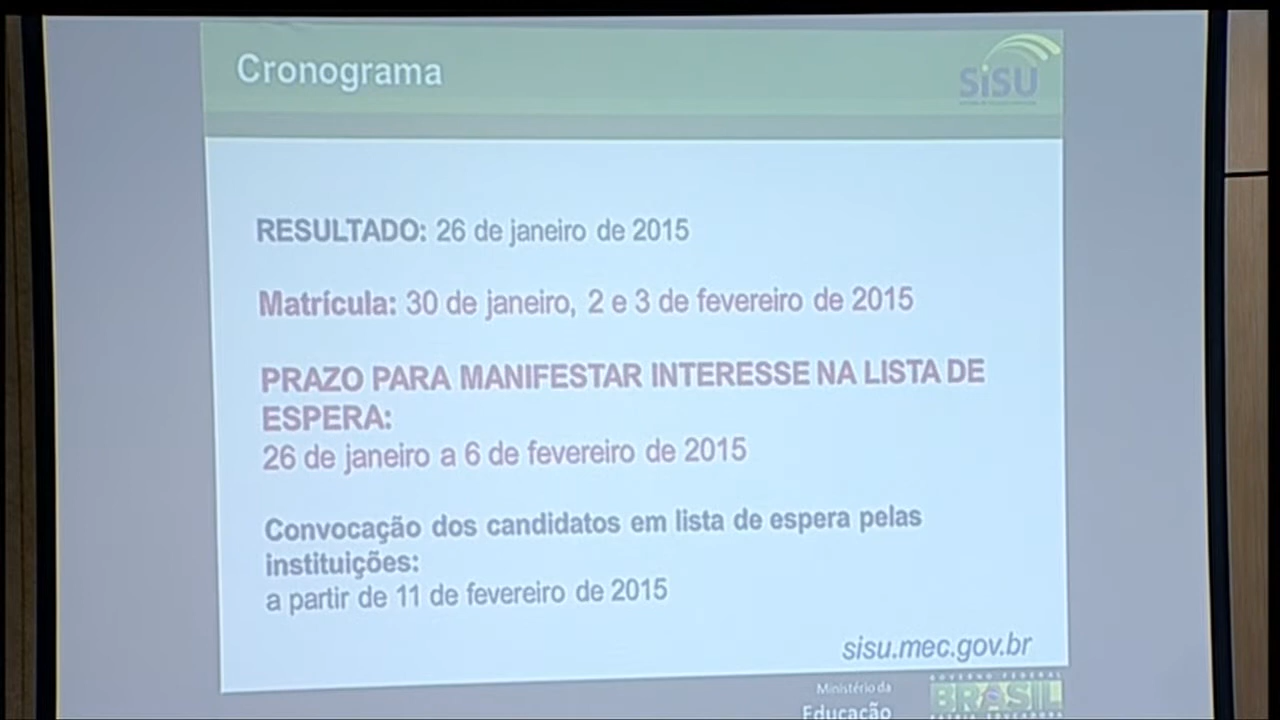 Cronograma
SiSU
RESULTADO: 26 de janeiro de 2015
Matrícula: 30 de janeiro, 2 e 3 de fevereiro de 2015
PRAZO PARA MANIFESTAR INTERESSE NA LISTA DE
ESPERA:
26 de janeiro a 6 de fevereiro de 2015
Convocação dos candidatos em lista de espera pelas
instituições:
a partir de 11 de fevereiro de 2015
sisu.mec.gov.br
Ministério da
Educação
GOVERNO FEDERAL
BRASIL